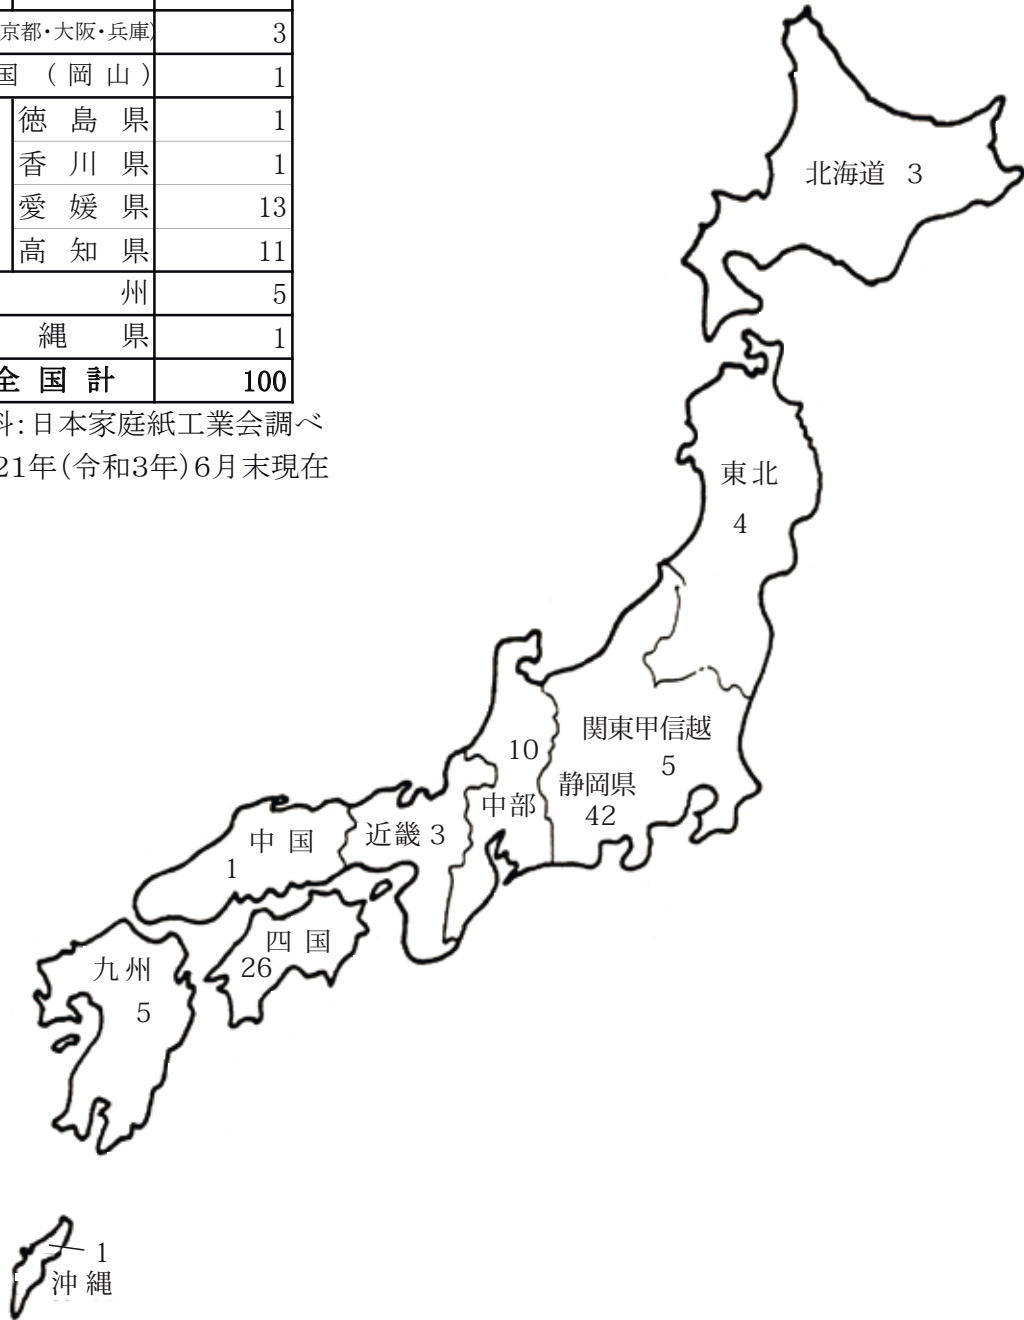 京都・大阪・兵庫) 3
国 (岡山) 1
徳島県 1
香川県 1
愛媛県 13
高知県 11
州 5
縄県 1
全国計 100
料:日本家庭紙工業会調べ
21年(令和3年)6月末現在
北海道 3
東北
4
関東甲信越
5
静岡県
42
10
中部
近畿 3
中国
1
四国
26
九州
5
1
沖縄